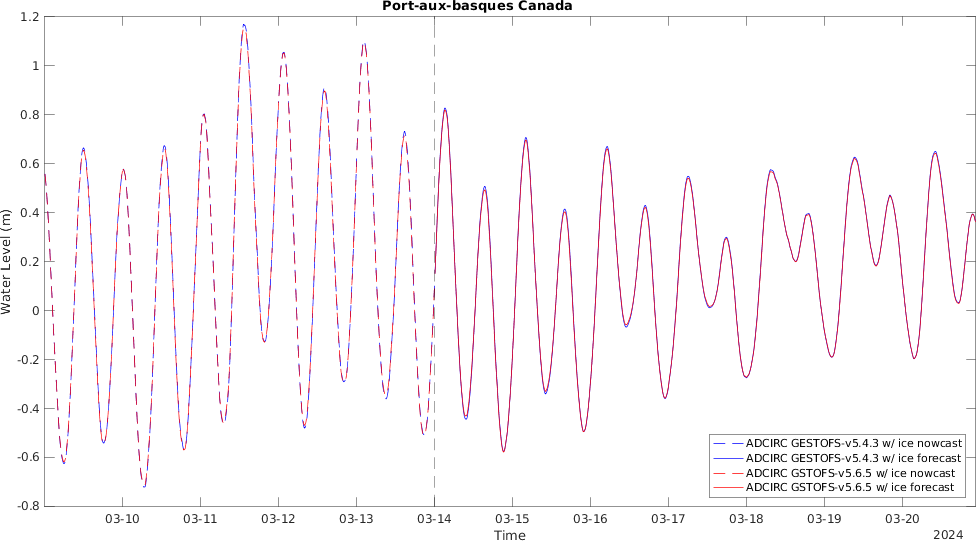 Port-aux-basques Canada
1.2
1
0.8
0.6
0.4
0.2
0
-0.2
-0.4
-0.6
-0.8
Water Level (m)
03-10 03-11 03-12 03-13 03-14 03-15 03-16 03-17 03-18 03-19 03-20
Time
2024
ADCIRC GESTOFS-v5.4.3 w/ ice nowcast
ADCIRC GESTOFS-v5.4.3 w/ ice forecast
ADCIRC GSTOFS-v5.6.5 w/ ice nowcast
ADCIRC GSTOFS-v5.6.5 w/ ice forecast